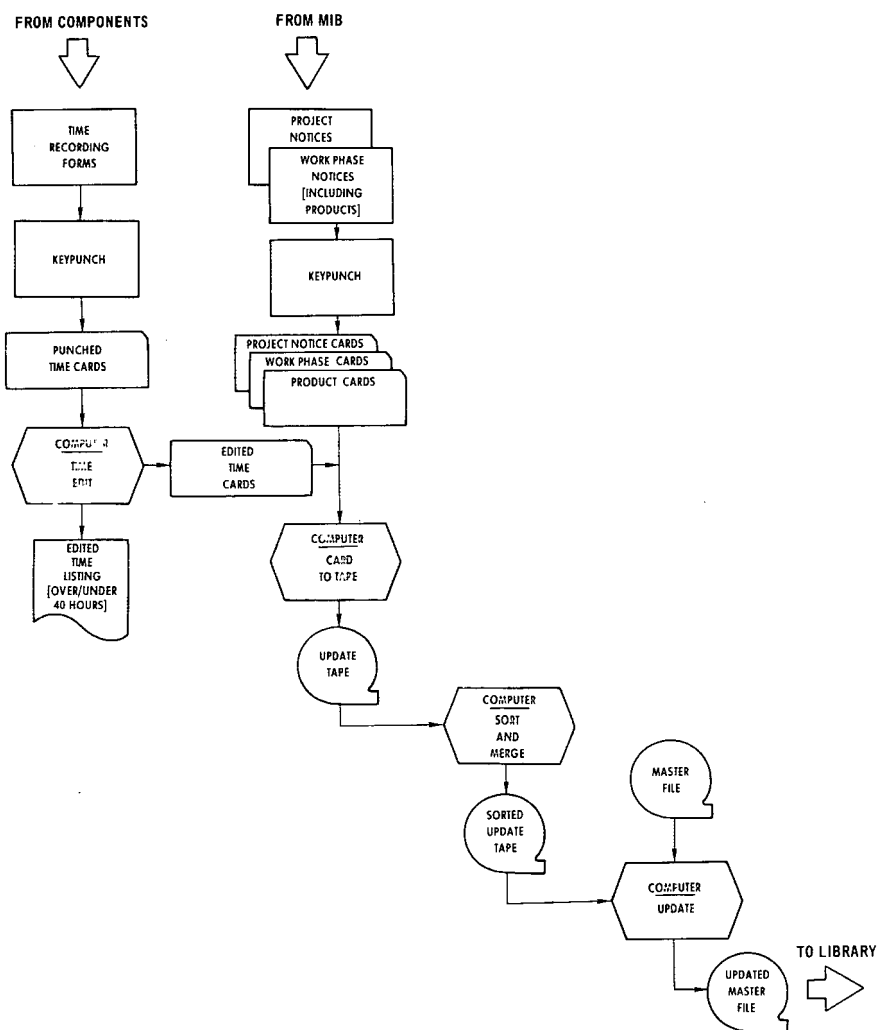 FROM COMPONENTS
FROM MIB
TIME
RECORDING
FORMS
PROJECT
NOTICES
WORK PHASE
NOTICES
[INCLUDING
PRODUCTS]
KEYPUNCH
KEYPUNCH
PUNCHED
TIME CARDS
PROJECT NOTICE CARDS
WORK PHASE CARDS
PRODUCT CARDS
COMPUTER
TIME
EDIT
EDITED
TIME
CARDS
EDITED
TIME
LISTING
[OVER/UNDER
40 HOURS]
COMPUTER
CARD
TO TAPE
UPDATE
TAPE
COMPUTER
SORT
AND
MERGE
MASTER
FILE
SORTED
UPDATE
TAPE
COMPUTER
UPDATE
TO LIBRARY
UPDATED
MASTER
FILE